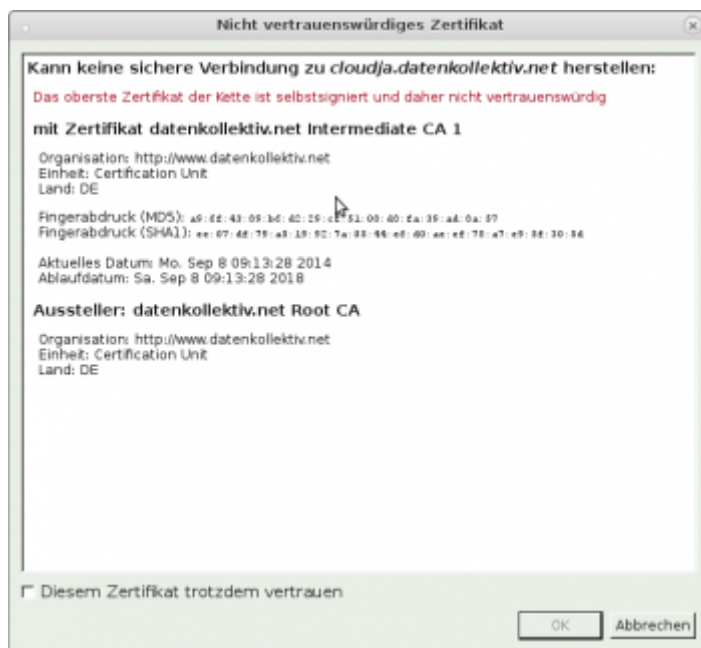 Nicht vertrauenswürdiges Zertifikat
Kann keine sichere Verbindung zu cloudja.datenkollektiv.net herstellen:
Das oberste Zertifikat der Kette ist selbstsigniert und daher nicht vertrauenswürdig
mit Zertifikat datenkollektiv.net Intermediate CA 1
Organisation: http://www.datenkollektiv.net
Einheit: Certification Unit
Land: DE
Fingerabdruck (MD5):
Fingerabdruck (SHA1):
Aktuelles Datum: Mo. Sep 8 09:13:28 2014
Ablaufdatum: Sa. Sep 8 09:13:28 2018
Aussteller: datenkollektiv.net Root CA
Organisation: http://www.datenkollektiv.net
Einheit: Certification Unit
Land: DE
Diesem Zertifikat trotzdem vertrauen
OK
Abbrechen